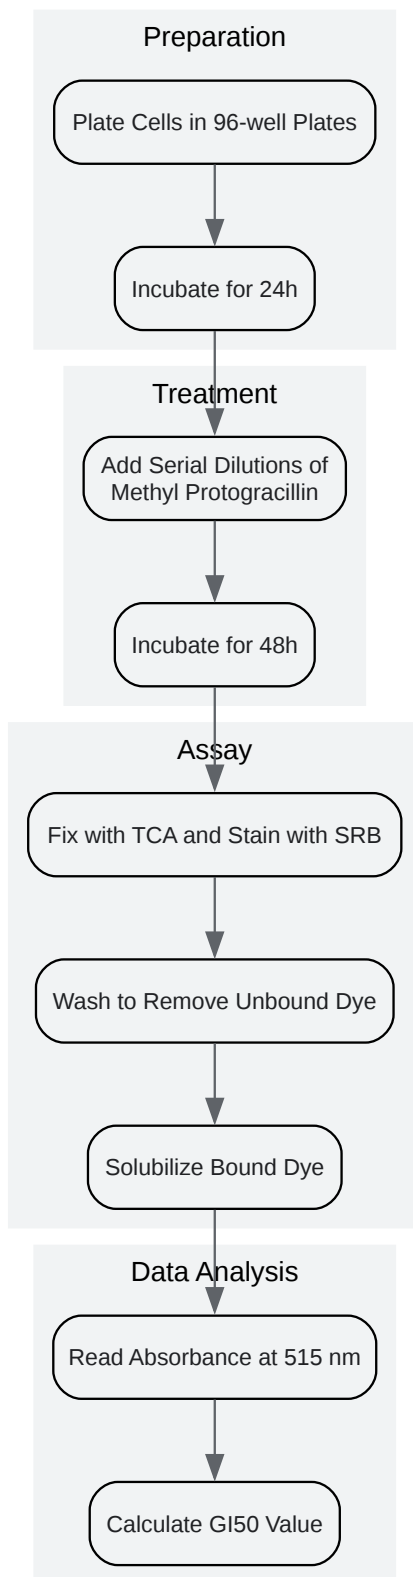 Preparation
Plate Cells in 96-well Plates
Incubate for 24h
Treatment
Add Serial Dilutions of
Methyl Protogracillin
Incubate for 48h
Assay
Fix with TCA and Stain with SRB
Wash to Remove Unbound Dye
Solubilize Bound Dye
Data Analysis
Read Absorbance at 515 nm
Calculate GI50 Value